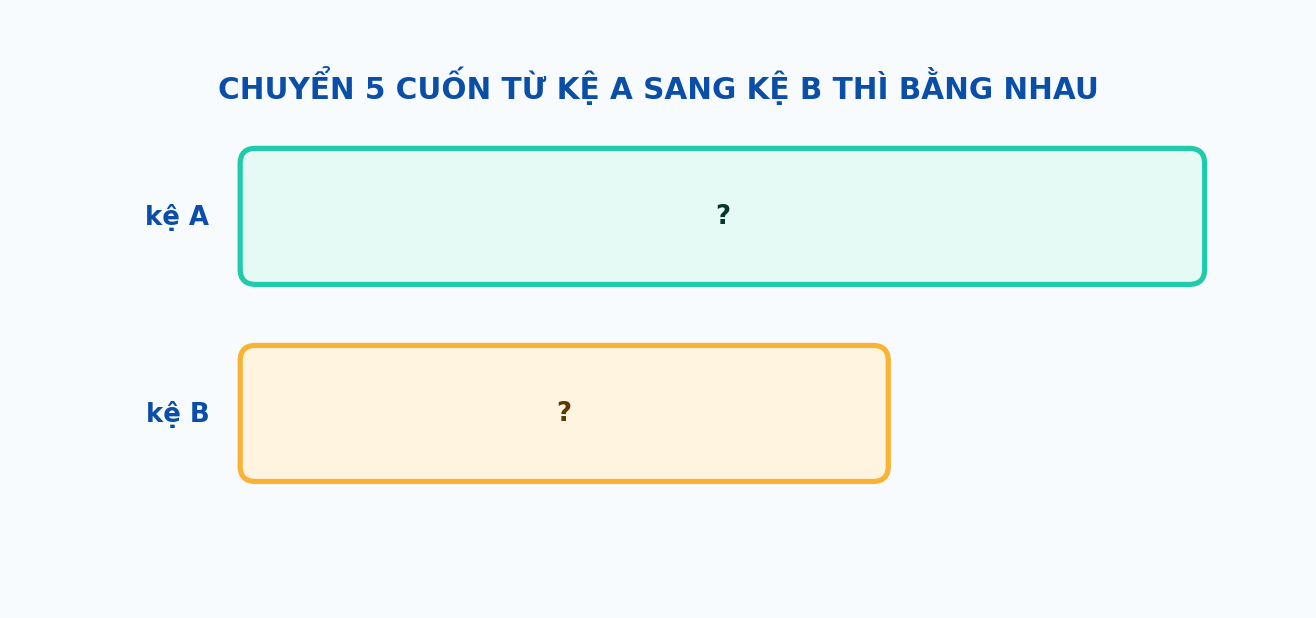 CHUYỂN 5 CUỐN TỪ KỆ A SANG KỆ B THÌ BẰNG NHAU
kệ A
?
kệ B
?